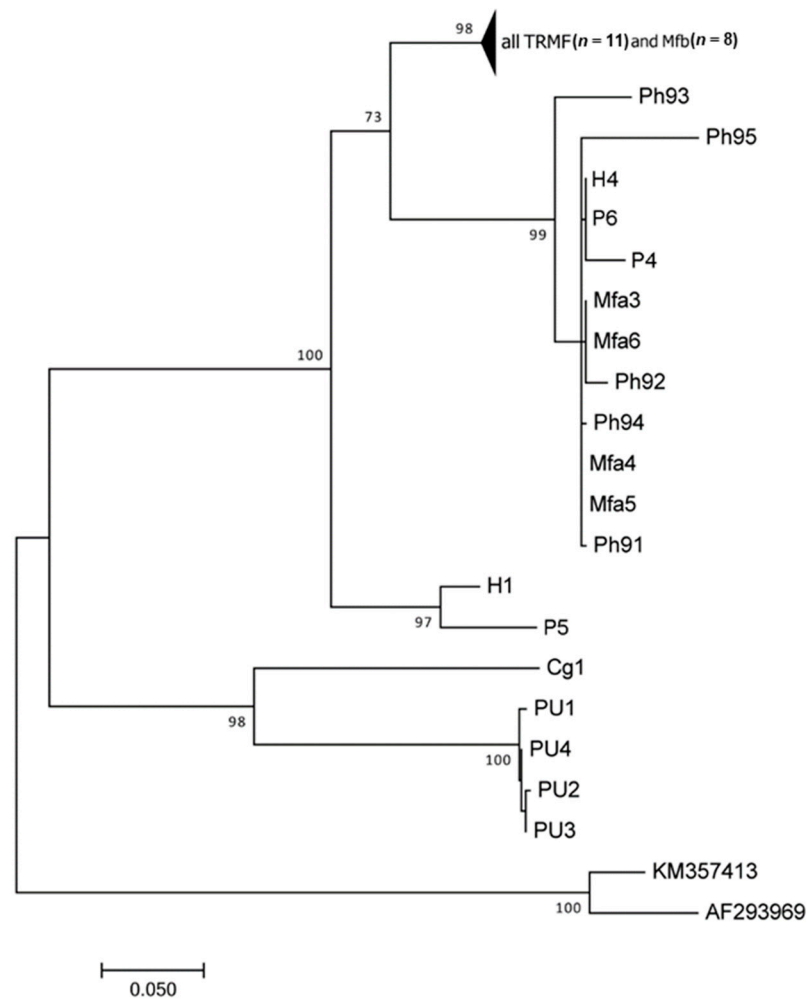 98
all TRMF(n = 11) and Mfb(n = 8)
73
Ph93
Ph95
H4
P6
99
P4
Mfa3
Mfa6
100
Ph92
Ph94
Mfa4
Mfa5
Ph91
H1
97
P5
Cg1
98
PU1
PU4
100
PU2
PU3
KM357413
100
AF293969
0.050